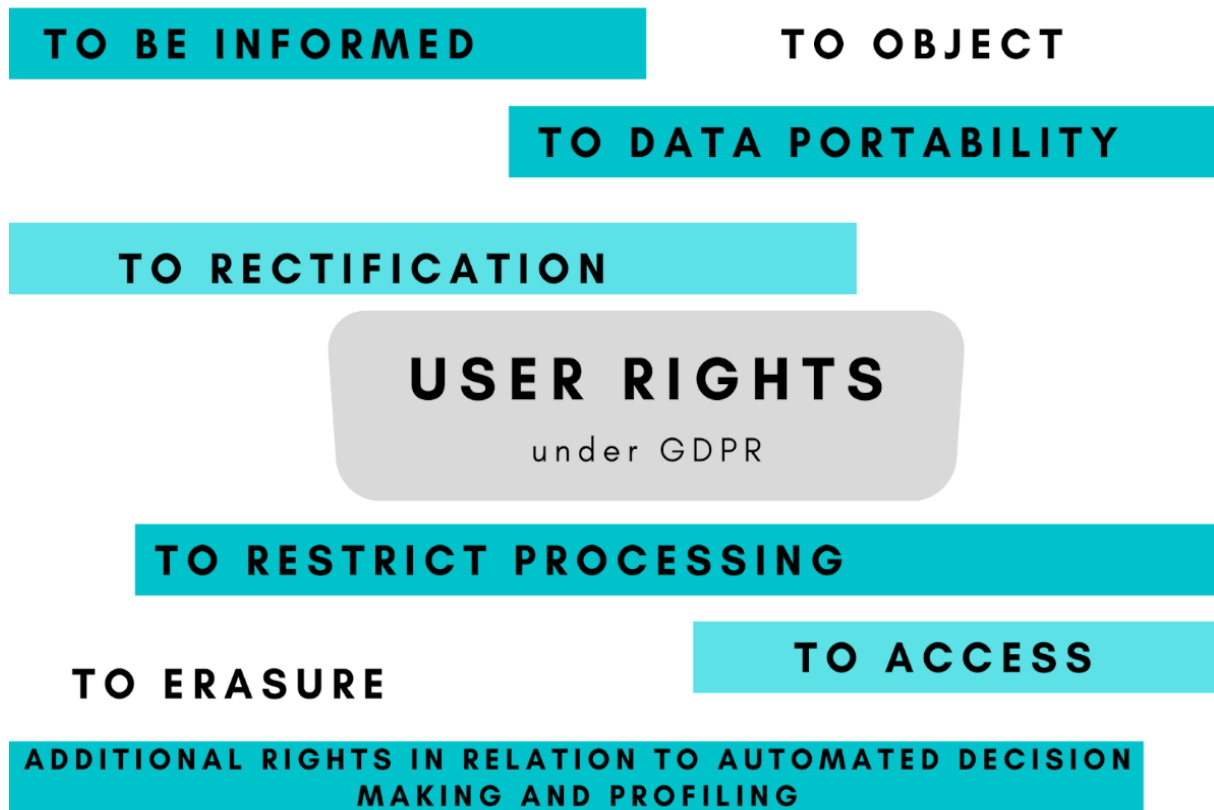 TO BE INFORMED
TO OBJECT
TO DATA PORTABILITY
TO RECTIFICATION
USER RIGHTS
under GDPR
TO RESTRICT PROCESSING
TO ACCESS
TO ERASURE
ADDITIONAL RIGHTS IN RELATION TO AUTOMATED DECISION
MAKING AND PROFILING